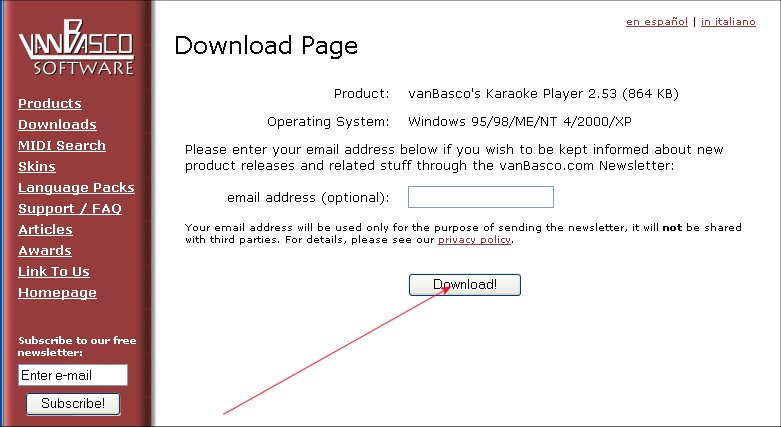 VANBASCO
SOFTWARE
Products
Downloads
MIDI Search
Skins
Language Packs
Support / FAQ
Articles
Awards
Link To Us
Homepage
Subscribe to our free
newsletter:
Enter e-mail
Subscribe!
en español | in italiano
Download Page
Product: vanBasco's Karaoke Player 2.53 (864 KB)
Operating System: Windows 95/98/ME/NT 4/2000/XP
Please enter your email address below if you wish to be kept informed about new
product releases and related stuff through the vanBasco.com Newsletter:
email address (optional):
Your email address will be used only for the purpose of sending the newsletter, it will not be shared
with third parties. For details, please see our privacy policy.
Download!